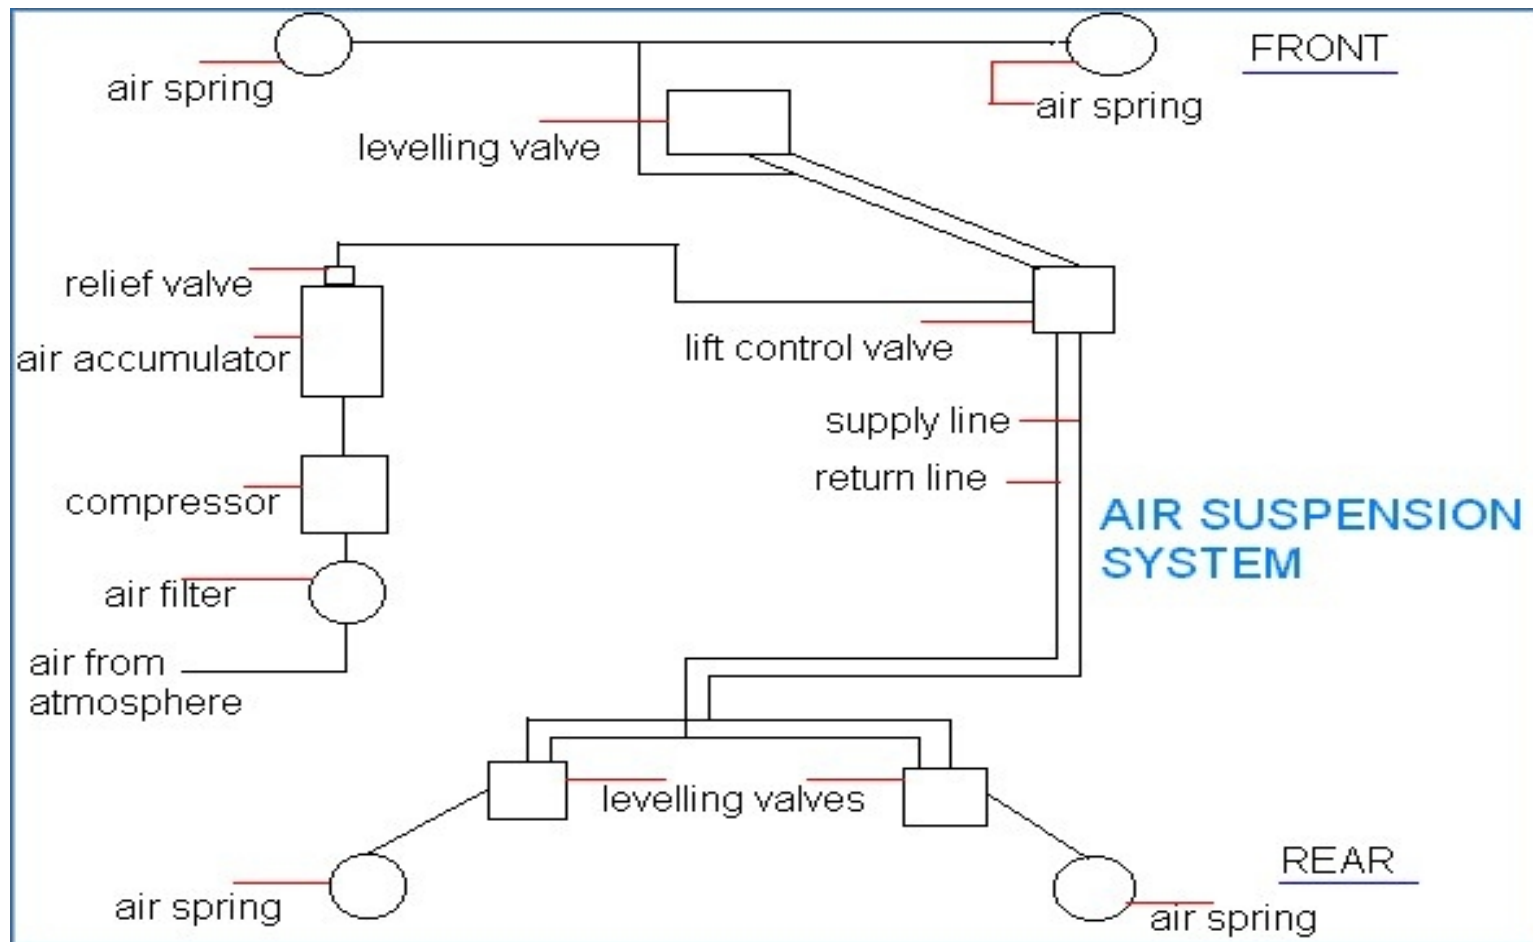 FRONT
air spring
air spring
levelling valve
relief valve
air accumulator
lift control valve
supply line
return line
compressor
AIR SUSPENSION
SYSTEM
air filter
air from
atmosphere
levelling valves
REAR
air spring
air spring